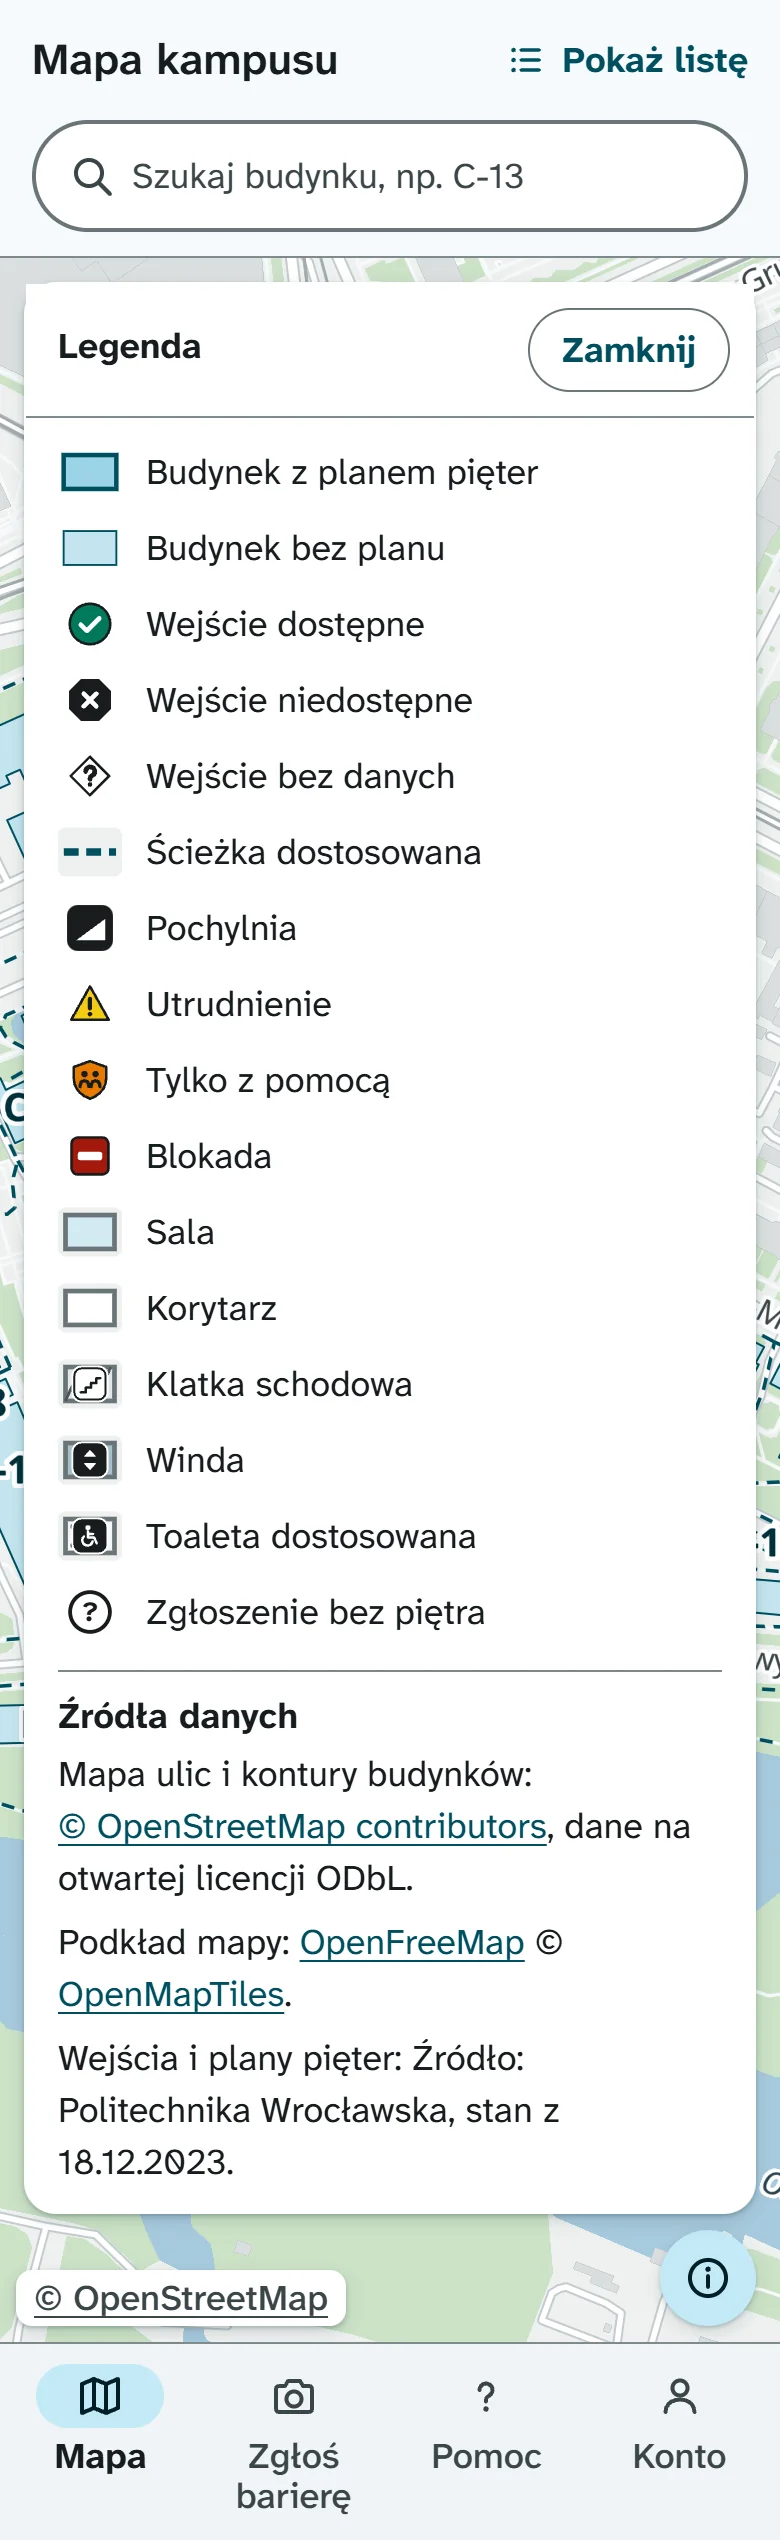 Mapa kampusu
Pokaż listę
Szukaj budynku, np. C-13
Legenda
Zamknij
Budynek z planem pięter
Budynek bez planu
Wejście dostępne
Wejście niedostępne
Wejście bez danych
Ścieżka dostosowana
Pochylnia
Utrudnienie
Tylko z pomocą
Blokada
Sala
Korytarz
Klatka schodowa
Winda
Toaleta dostosowana
Zgłoszenie bez piętra
Źródła danych
Mapa ulic i kontury budynków:
© OpenStreetMap contributors, dane na
otwartej licencji ODbL.
Podkład mapy: OpenFreeMap ©
OpenMapTiles.
Wejścia i plany pięter: Źródło:
Politechnika Wrocławska, stan z
18.12.2023.
© OpenStreetMap
Mapa
Zgłoś
barierę
Pomoc
Konto